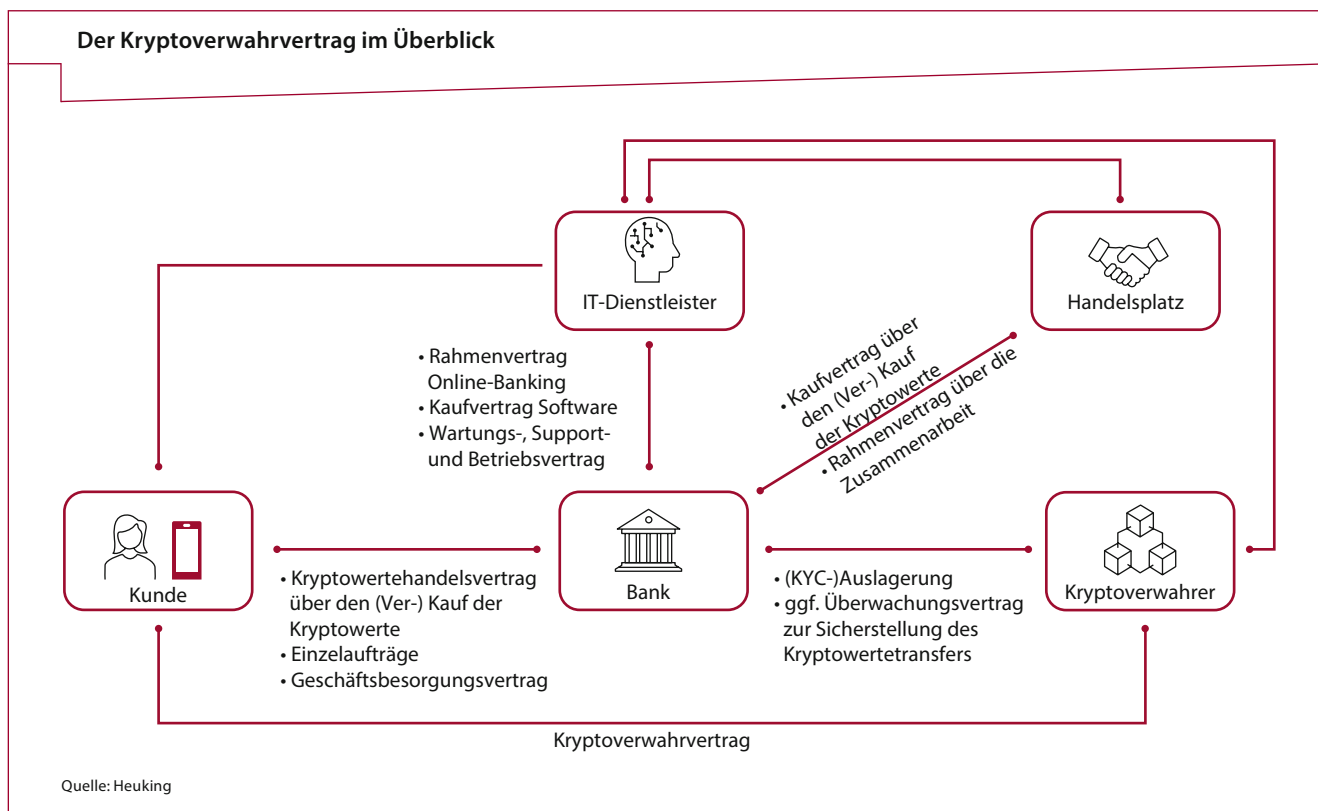 Der Kryptoverwahrvertrag im Überblick
IT-Dienstleister
Handelsplatz
• Rahmenvertrag
Online-Banking
• Kaufvertrag Software
• Wartungs-, Support-
und Betriebsvertrag
• Kaufvertrag über
den (Ver-) Kauf
der Kryptowerte
• Rahmenvertrag über die
Zusammenarbeit
Kunde
Bank
Kryptoverwahrer
• Kryptowertehandelsvertrag
über den (Ver-) Kauf der
Kryptowerte
• Einzelaufträge
• Geschäftsbesorgungsvertrag
• (KYC-)Auslagerung
• ggf. Überwachungsvertrag
zur Sicherstellung des
Kryptowertetransfers
Kryptoverwahrvertrag
Quelle: Heuking